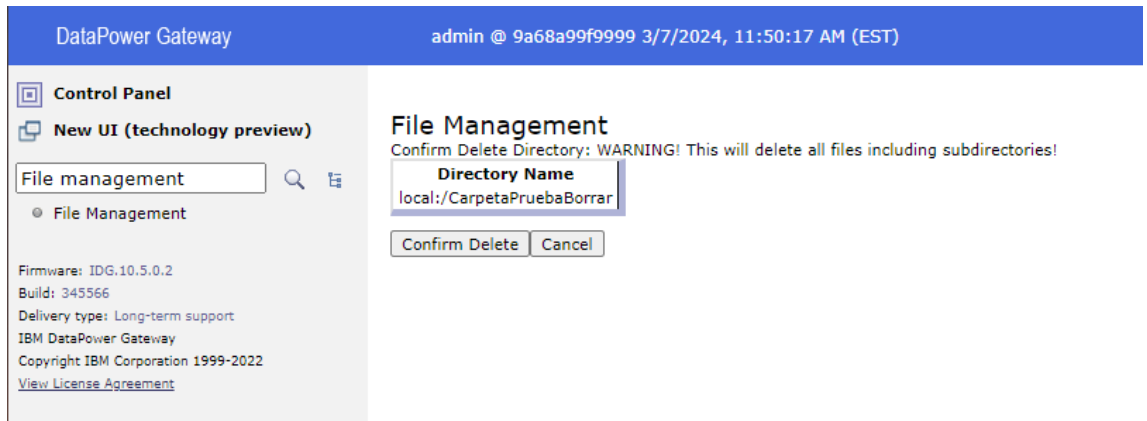 DataPower Gateway
admin @ 9a68a99f9999 3/7/2024, 11:50:17 AM (EST)
Control Panel
New UI (technology preview)
File management
File Management
Firmware: IDG.10.5.0.2
Build: 345566
Delivery type: Long-term support
IBM DataPower Gateway
Copyright IBM Corporation 1999-2022
View License Agreement
File Management
Confirm Delete Directory: WARNING! This will delete all files including subdirectories!
Directory Name
local:/CarpetaPruebaBorrar
Confirm Delete Cancel